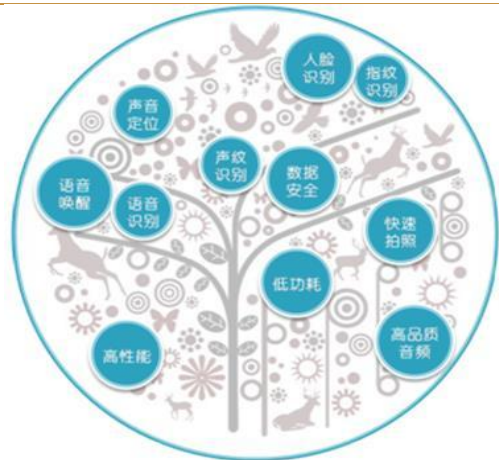 人脸
识别
指纹
识别
声音
定位
声纹
识别
数据
安全
语音
唤醒
语音
识别
快速
拍照
低功耗
高品质
音频
高性能